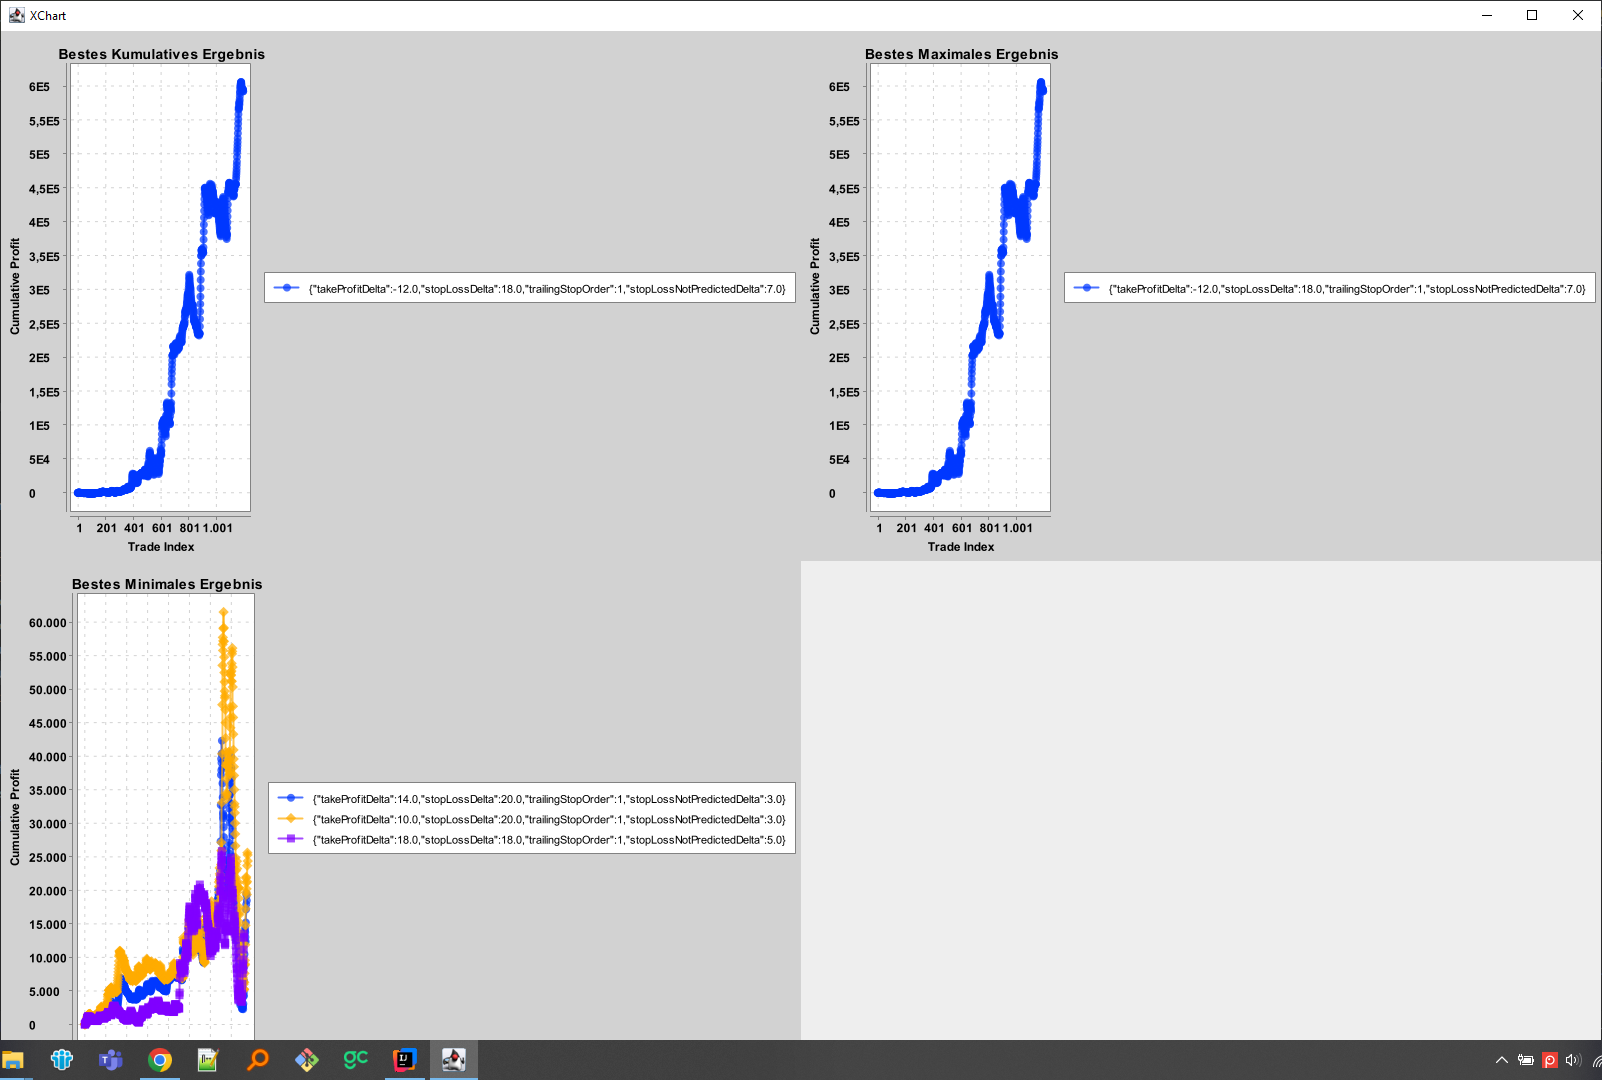 XChart
Bestes Kumulatives Ergebnis
6E5
5,5E5
5E5
4,5E5
4E5
3,5E5
3E5
2,5E5
2E5
1,5E5
1E5
5E4
0
Cumulative Profit
1 201 401 601 801 1.001
Trade Index
{"takeProfitDelta":-12.0,"stopLossDelta":18.0,"trailingStopOrder":1,"stopLossNotPredictedDelta":7.0}
Bestes Maximales Ergebnis
6E5
5,5E5
5E5
4,5E5
4E5
3,5E5
3E5
2,5E5
2E5
1,5E5
1E5
5E4
0
Cumulative Profit
1 201 401 601 801 1.001
Trade Index
{"takeProfitDelta":-12.0,"stopLossDelta":18.0,"trailingStopOrder":1,"stopLossNotPredictedDelta":7.0}
Bestes Minimales Ergebnis
60.000
55.000
50.000
45.000
40.000
35.000
30.000
25.000
20.000
15.000
10.000
5.000
0
Cumulative Profit
{"takeProfitDelta":14.0,"stopLossDelta":20.0,"trailingStopOrder":1,"stopLossNotPredictedDelta":3.0}
{"takeProfitDelta":10.0,"stopLossDelta":20.0,"trailingStopOrder":1,"stopLossNotPredictedDelta":3.0}
{"takeProfitDelta":18.0,"stopLossDelta":18.0,"trailingStopOrder":1,"stopLossNotPredictedDelta":5.0}
gc
IJ